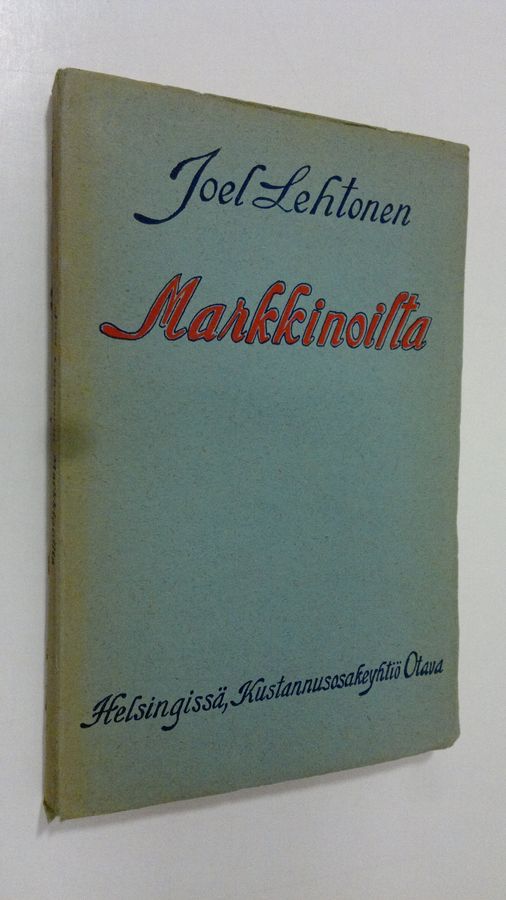 Joel Lehtonen
Markkinoilta
Helsingissä, Kustannusosakeyhtiö Otava